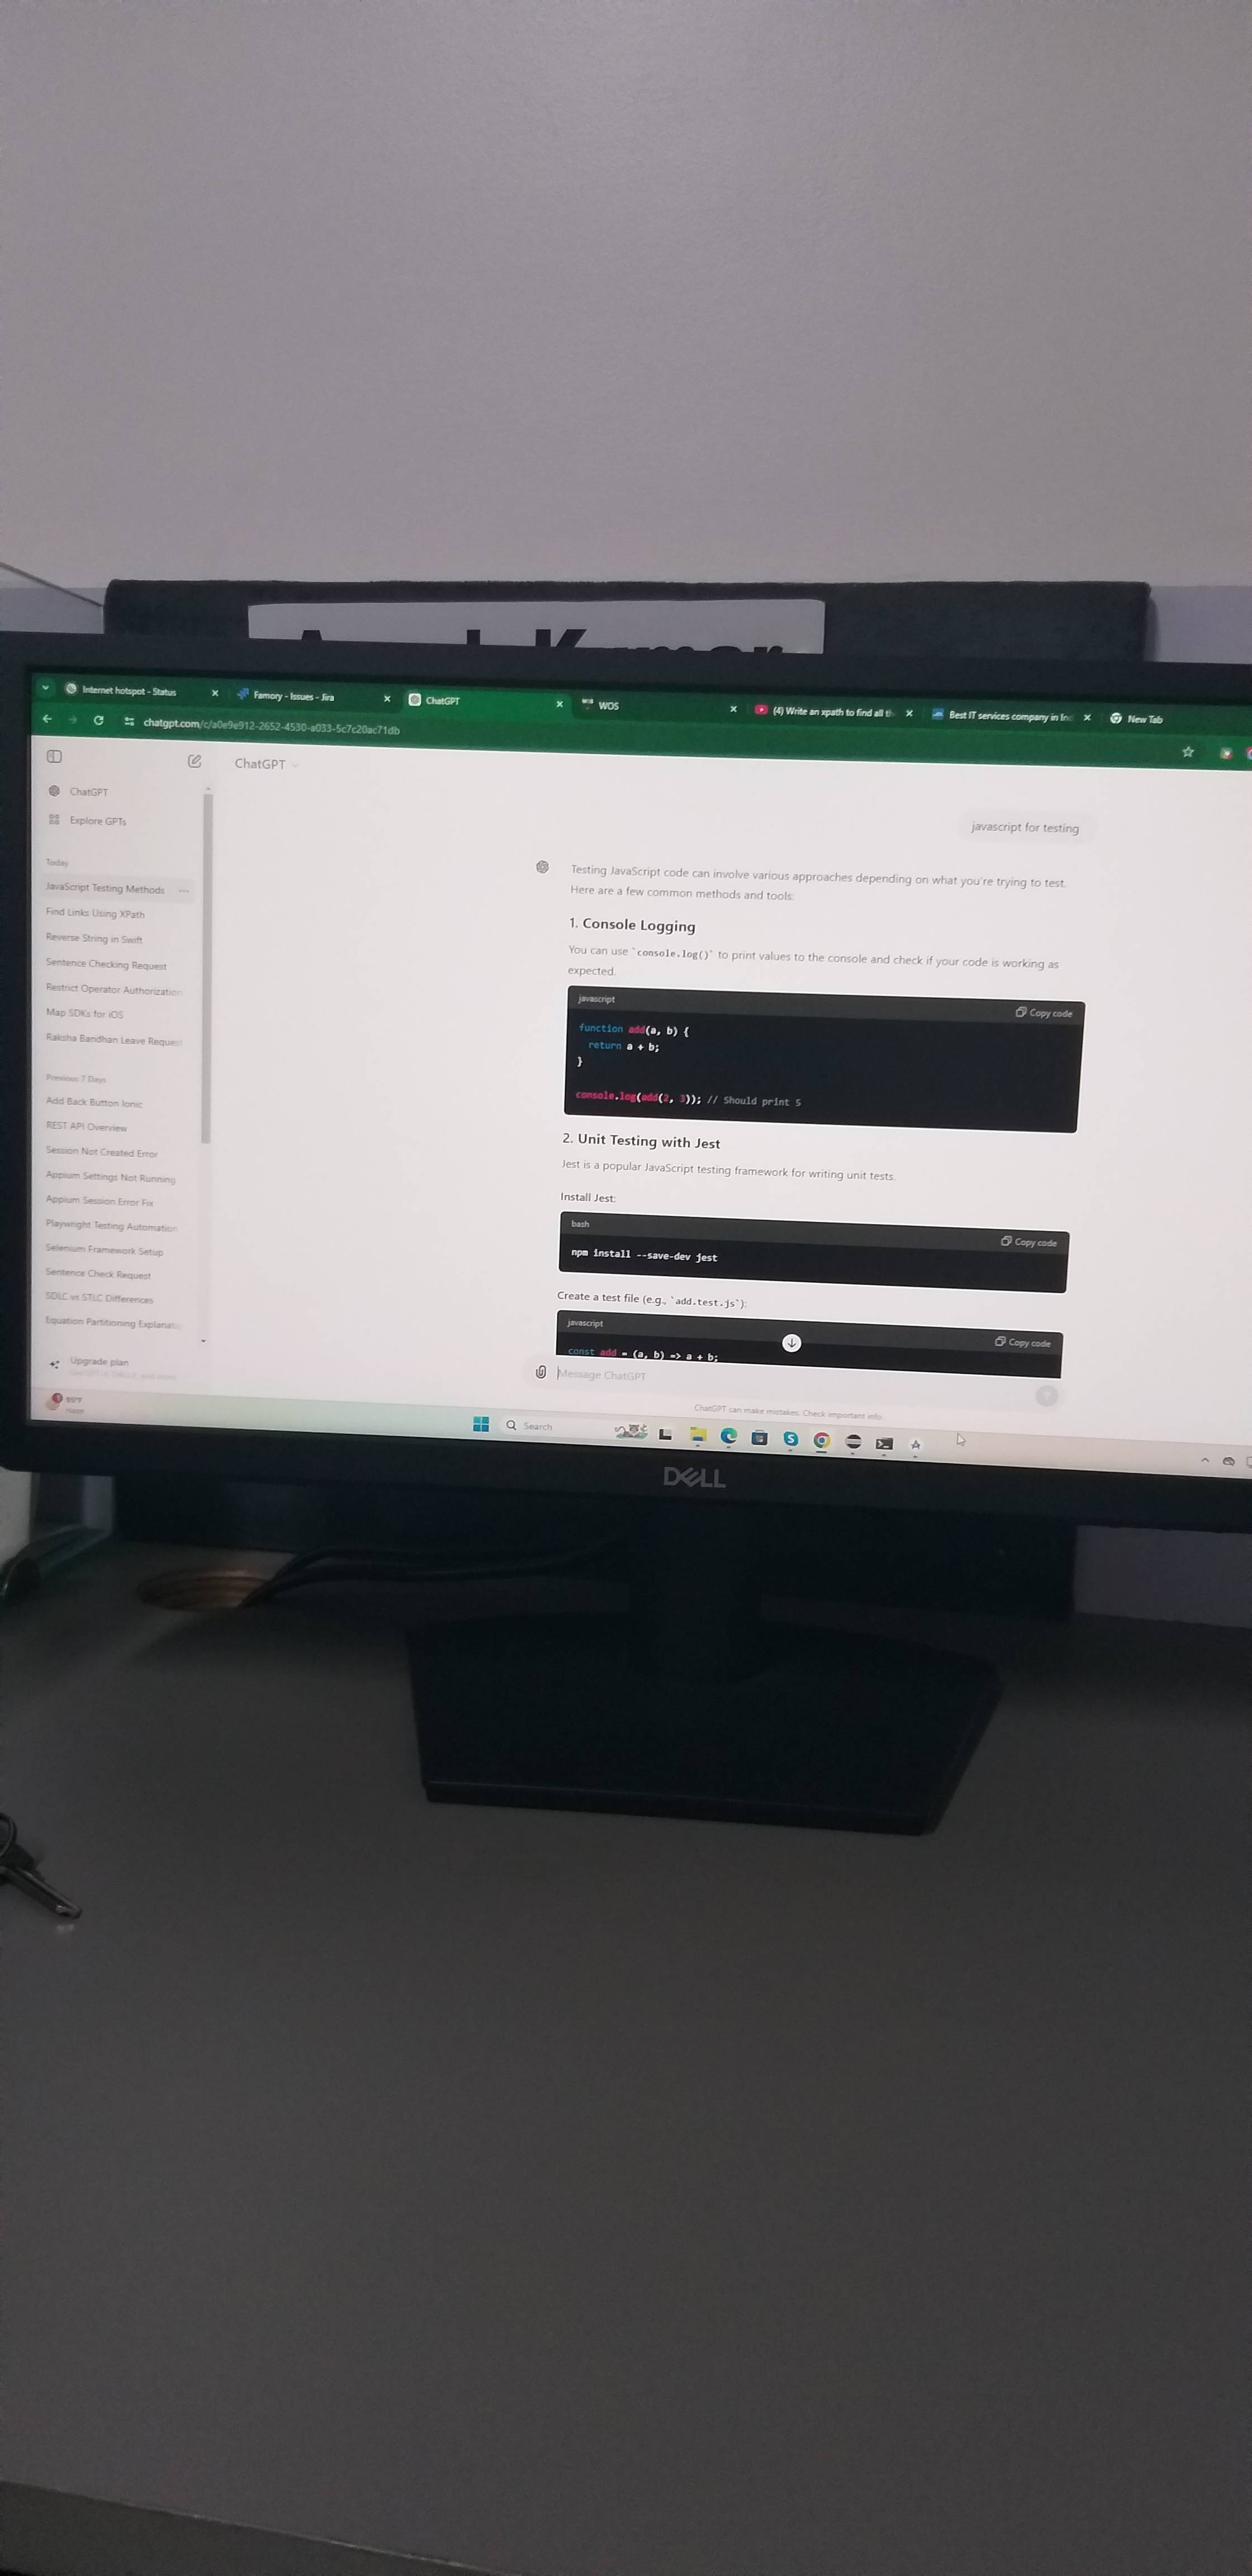 Kumar
Internet hotspot - Status
Famory - Issues - Jira
ChatGPT
WOS
(4) Write an xpath to find all th
Best IT services company in Inc
New Tab
chatgpt.com/c/a0e9e912-2652-4530-a033-5c7c20ac71db
ChatGPT
ChatGPT
Explore GPTs
Today
JavaScript Testing Methods ...
Find Links Using XPath
Reverse String in Swift
Sentence Checking Request
Restrict Operator Authorization
Map SDKs for iOS
Raksha Bandhan Leave Request
Previous 7 Days
Add Back Button Ionic
REST API Overview
Session Not Created Error
Appium Settings Not Running
Appium Session Error Fix
Playwright Testing Automation
Selenium Framework Setup
Sentence Check Request
SDLC vs STLC Differences
Equation Partitioning Explanatio
Upgrade plan
javascript for testing
Testing JavaScript code can involve various approaches depending on what you're trying to test.
Here are a few common methods and tools:
1. Console Logging
You can use `console.log()` to print values to the console and check if your code is working as
expected.
javascript
Copy code
function add(a, b) {
return a + b;
}
console.log(add(2, 3)); // Should print 5
2. Unit Testing with Jest
Jest is a popular JavaScript testing framework for writing unit tests.
Install Jest:
bash
Copy code
npm install --save-dev jest
Create a test file (e.g., `add.test.js`):
javascript
Copy code
const add = (a, b) => a + b;
Message ChatGPT
ChatGPT can make mistakes. Check important info.
Haze
Search
DELL